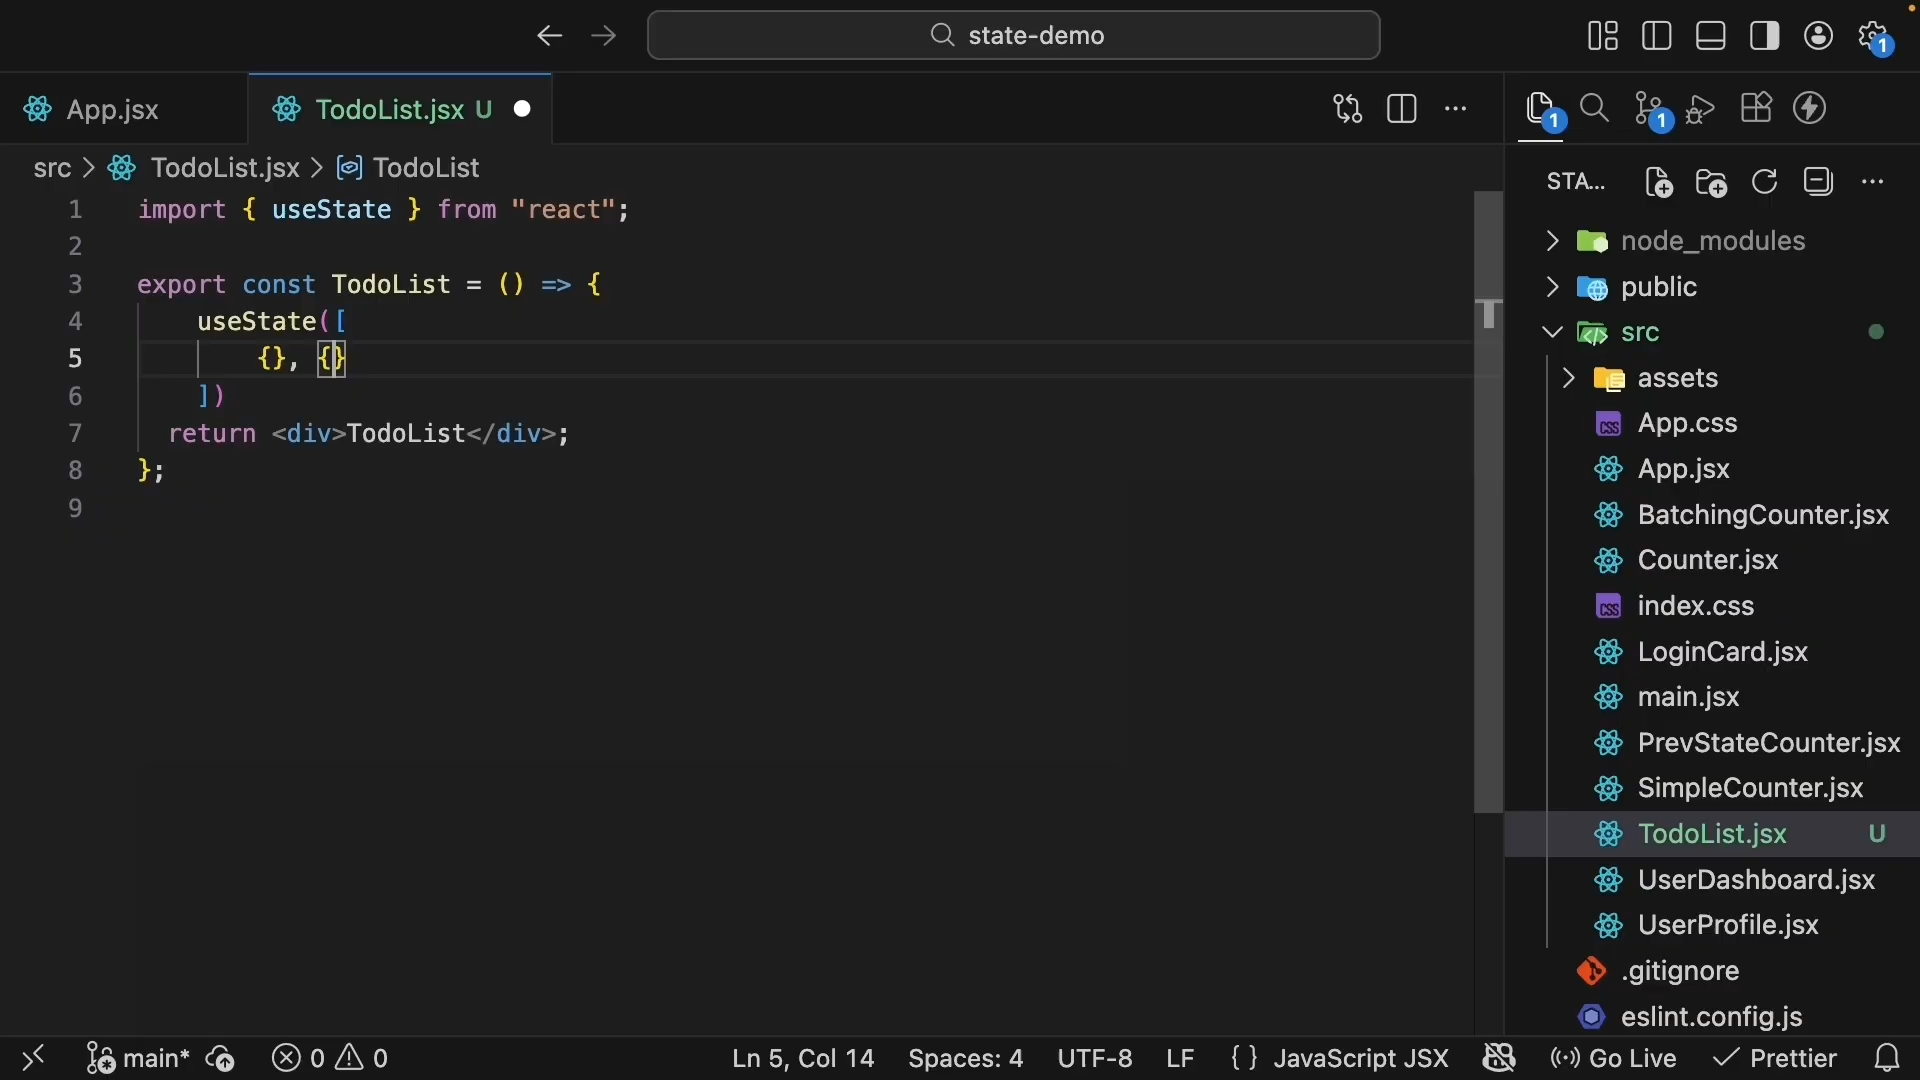 state-demo
1
App.jsx
TodoList.jsx U
1
1
src > TodoList.jsx > TodoList
1 import { useState } from "react";
2
3 export const TodoList = () => {
4 useState([
5 {}, {}
6 ])
7 return <div>TodoList</div>;
8 };
9
STA...
node_modules
public
src
assets
App.css
App.jsx
BatchingCounter.jsx
Counter.jsx
index.css
LoginCard.jsx
main.jsx
PrevStateCounter.jsx
SimpleCounter.jsx
TodoList.jsx U
UserDashboard.jsx
UserProfile.jsx
.gitignore
eslint.config.js
main* 0 0 Ln 5, Col 14 Spaces: 4 UTF-8 LF { } JavaScript JSX Go Live Prettier